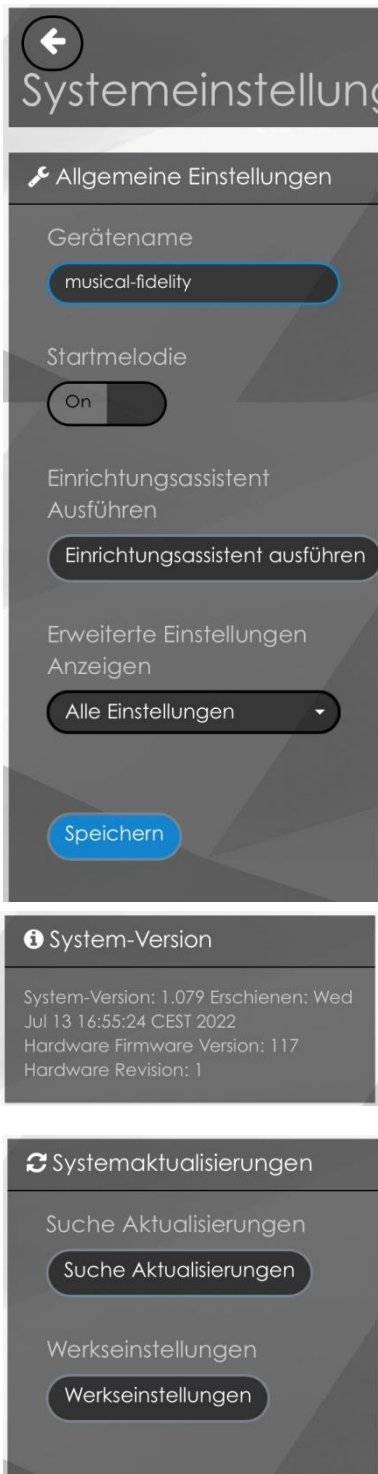 Systemeinstellung
Allgemeine Einstellungen
Gerätename
musical-fidelity
Startmelodie
On
Einrichtungsassistent
Ausführen
Einrichtungsassistent ausführen
Erweiterte Einstellungen
Anzeigen
Alle Einstellungen
Speichern
System-Version
System-Version: 1.079 Erschienen: Wed
Jul 13 16:55:24 CEST 2022
Hardware Firmware Version: 117
Hardware Revision: 1
Systemaktualisierungen
Suche Aktualisierungen
Suche Aktualisierungen
Werkseinstellungen
Werkseinstellungen